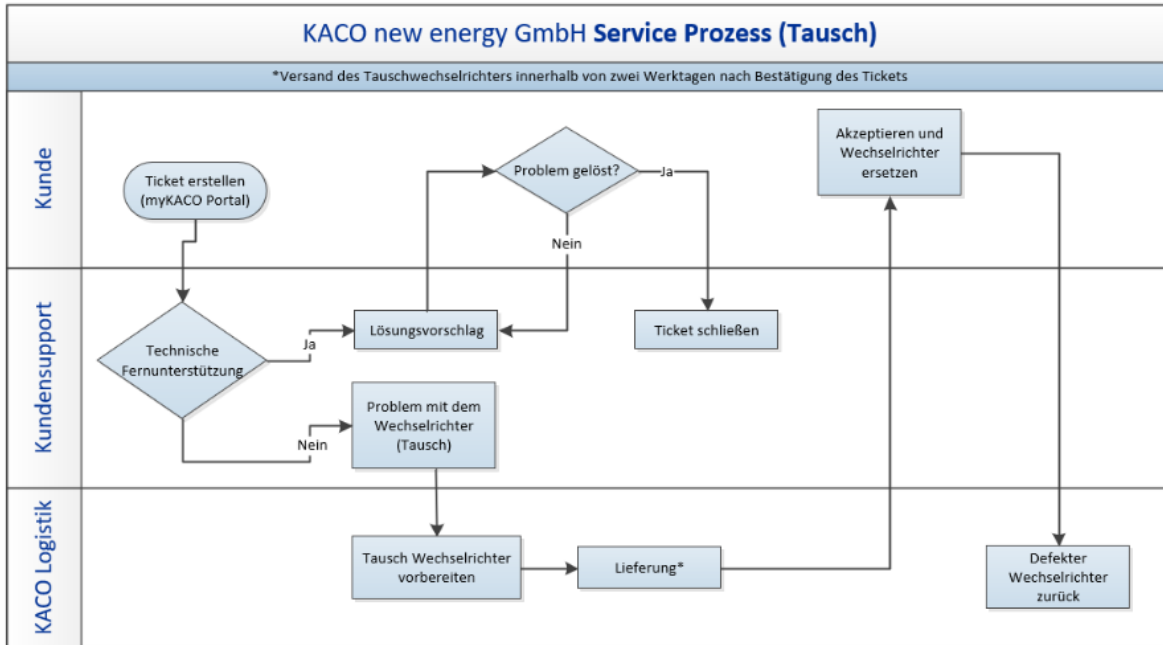 KACO new energy GmbH Service Prozess (Tausch)
*Versand des Tauschwechselrichters innerhalb von zwei Werktagen nach Bestätigung des Tickets
Kunde
Ticket erstellen
(myKACO Portal)
Problem gelöst?
Ja
Nein
Akzeptieren und
Wechselrichter
ersetzen
Kundensupport
Technische
Fernunterstützung
Ja
Nein
Lösungsvorschlag
Ticket schließen
Problem mit dem
Wechselrichter
(Tausch)
KACO Logistik
Tausch Wechselrichter
vorbereiten
Lieferung*
Defekter
Wechselrichter
zurück